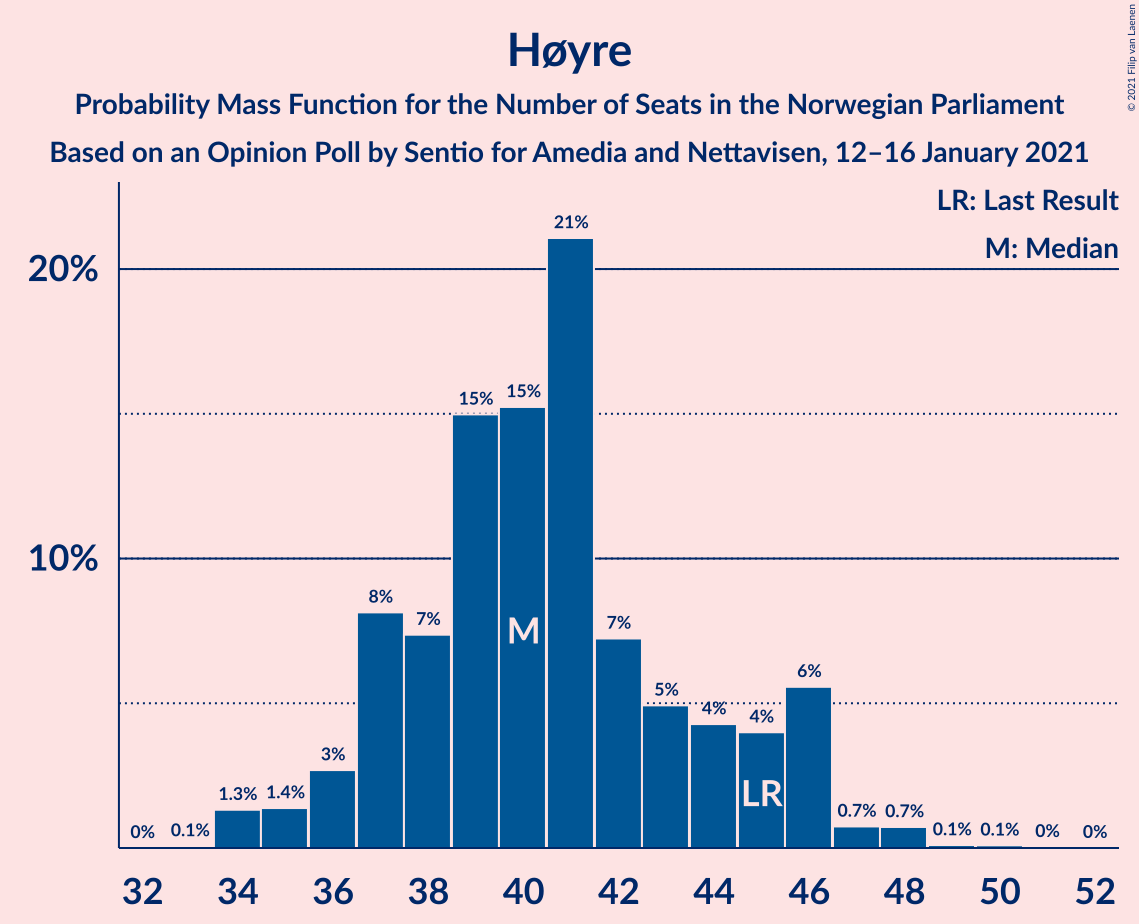 Høyre
Probability Mass Function for the Number of Seats in the Norwegian Parliament
Based on an Opinion Poll by Sentio for Amedia and Nettavisen, 12–16 January 2021
© 2021 Filip van Laenen
LR: Last Result
M: Median
20%
10%
0%
0.1%
1.3%
1.4%
3%
8%
7%
15%
15%
21%
7%
5%
4%
4%
6%
0.7%
0.7%
0.1%
0.1%
0%
0%
M
LR
32 34 36 38 40 42 44 46 48 50 52